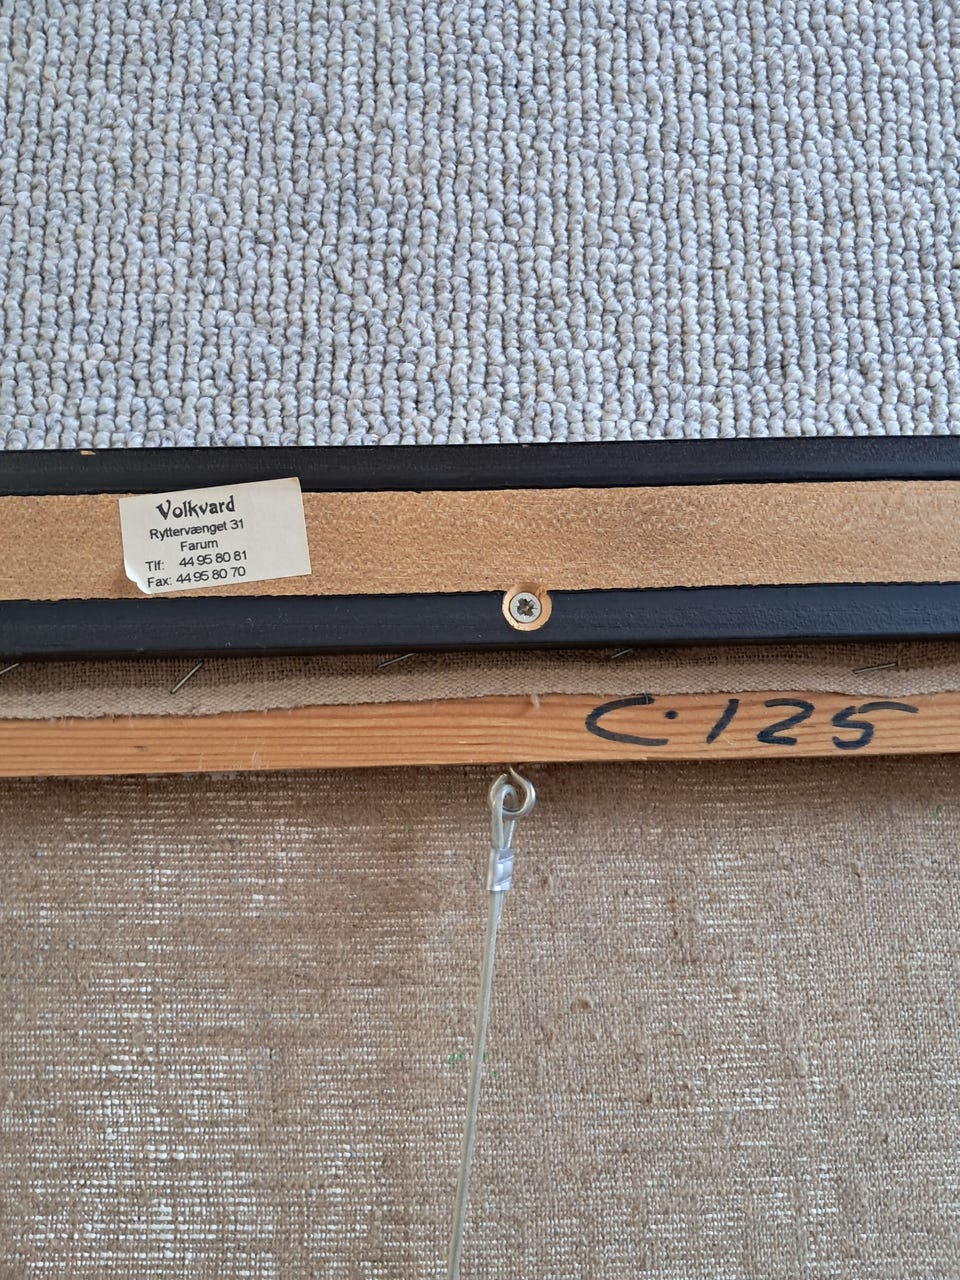 Volkvard
Ryttervænget 31
Farum
Tlf: 44 95 80 81
Fax: 44 95 80 70
C·125